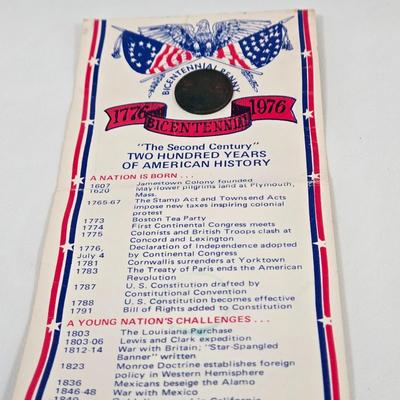 BICENTENNIAL PENNY
1776 1976
BICENTENNIAL
"The Second Century"
TWO HUNDRED YEARS
OF AMERICAN HISTORY
A NATION IS BORN . . .
1607 Jamestown Colony founded
1620 Mayflower pilgrims land at Plymouth,
Mass.
1765-67 The Stamp Act and Townsend Acts
impose new taxes inspiring colonial
protest
1773 Boston Tea Party
1774 First Continental Congress meets
1775 Colonists and British Troops clash at
Concord and Lexington
1776, Declaration of Independence adopted
July 4 by Continental Congress
1781 Cornwallis surrenders at Yorktown
1783 The Treaty of Paris ends the American
Revolution
1787 U. S. Constitution drafted by
Constitutional Convention
1788 U. S. Constitution becomes effective
1791 Bill of Rights added to Constitution
A YOUNG NATION'S CHALLENGES . . .
1803 The Louisiana Purchase
1803-06 Lewis and Clark expedition
1812-14 War with Britain; "Star-Spangled
Banner" written
1823 Monroe Doctrine establishes foreign
policy in Western Hemisphere
1836 Mexicans beseige the Alamo
1846-48 War with Mexico